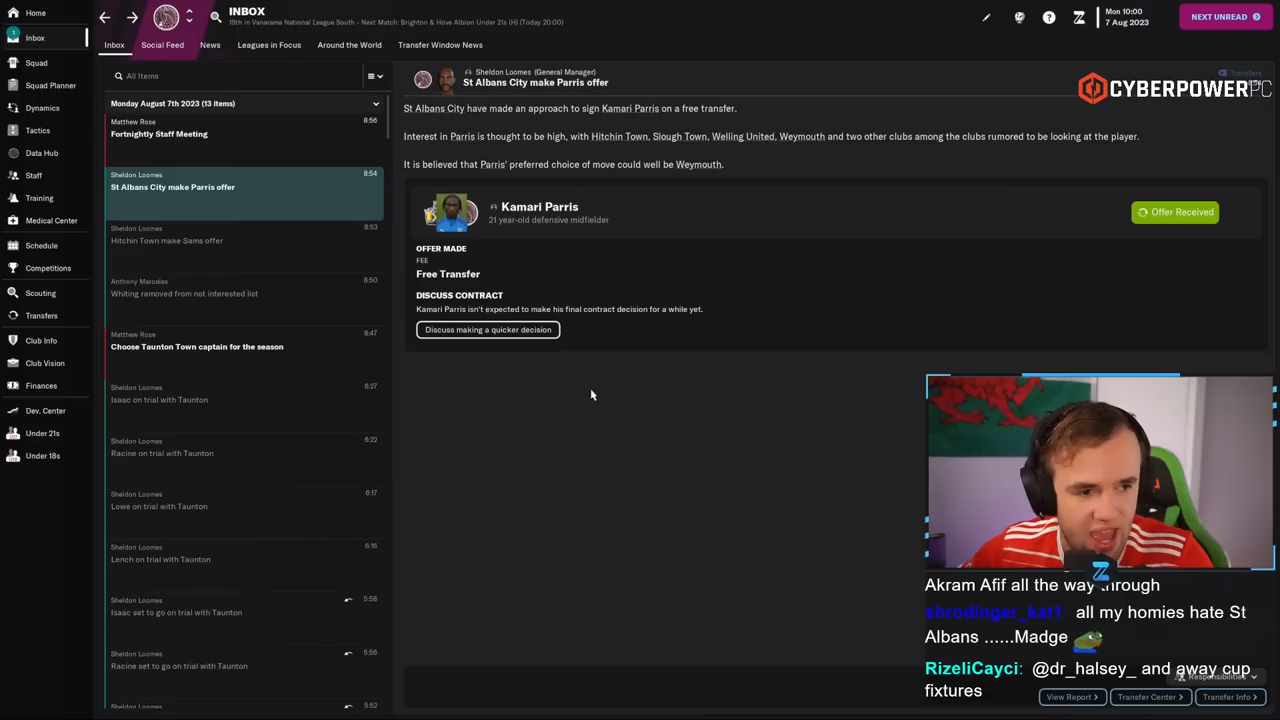 Home
INBOX
19th in Vanarama National League South - Next Match: Brighton & Hove Albion Under 21s (H) (Today 20:00)
Mon 10:00
7 Aug 2023
NEXT UNREAD
1
Inbox
Squad
Squad Planner
Dynamics
Tactics
Data Hub
Staff
Training
Medical Center
Schedule
Competitions
Scouting
Transfers
Club Info
Club Vision
Finances
Dev. Center
Under 21s
Under 18s
Inbox
Social Feed
News
Leagues in Focus
Around the World
Transfer Window News
All Items
Monday August 7th 2023 (13 items)
Matthew Rose
8:56
Fortnightly Staff Meeting
Sheldon Loomes
8:54
St Albans City make Parris offer
Sheldon Loomes
8:53
Hitchin Town make Sams offer
Anthony Maroales
8:50
Whiting removed from not interested list
Matthew Rose
8:47
Choose Taunton Town captain for the season
Sheldon Loomes
6:27
Isaac on trial with Taunton
Sheldon Loomes
6:22
Racine on trial with Taunton
Sheldon Loomes
6:17
Lowe on trial with Taunton
Sheldon Loomes
6:16
Lench on trial with Taunton
Sheldon Loomes
5:58
Isaac set to go on trial with Taunton
Sheldon Loomes
5:56
Racine set to go on trial with Taunton
Sheldon Loomes
Sheldon Loomes (General Manager)
St Albans City make Parris offer
Transfers
CYBERPOWERPC
St Albans City have made an approach to sign Kamari Parris on a free transfer.
Interest in Parris is thought to be high, with Hitchin Town, Slough Town, Welling United, Weymouth and two other clubs among the clubs rumored to be looking at the player.
It is believed that Parris' preferred choice of move could well be Weymouth.
Kamari Parris
21 year-old defensive midfielder
Offer Received
OFFER MADE
FEE
Free Transfer
DISCUSS CONTRACT
Kamari Parris isn't expected to make his final contract decision for a while yet.
Discuss making a quicker decision
Akram Afif all the way through
shrodinger_kat1: all my homies hate St
Albans ......Madge
RizeliCayci: @dr_halsey_ and away cup
fixtures
Responsibilities
View Report
Transfer Center
Transfer Info